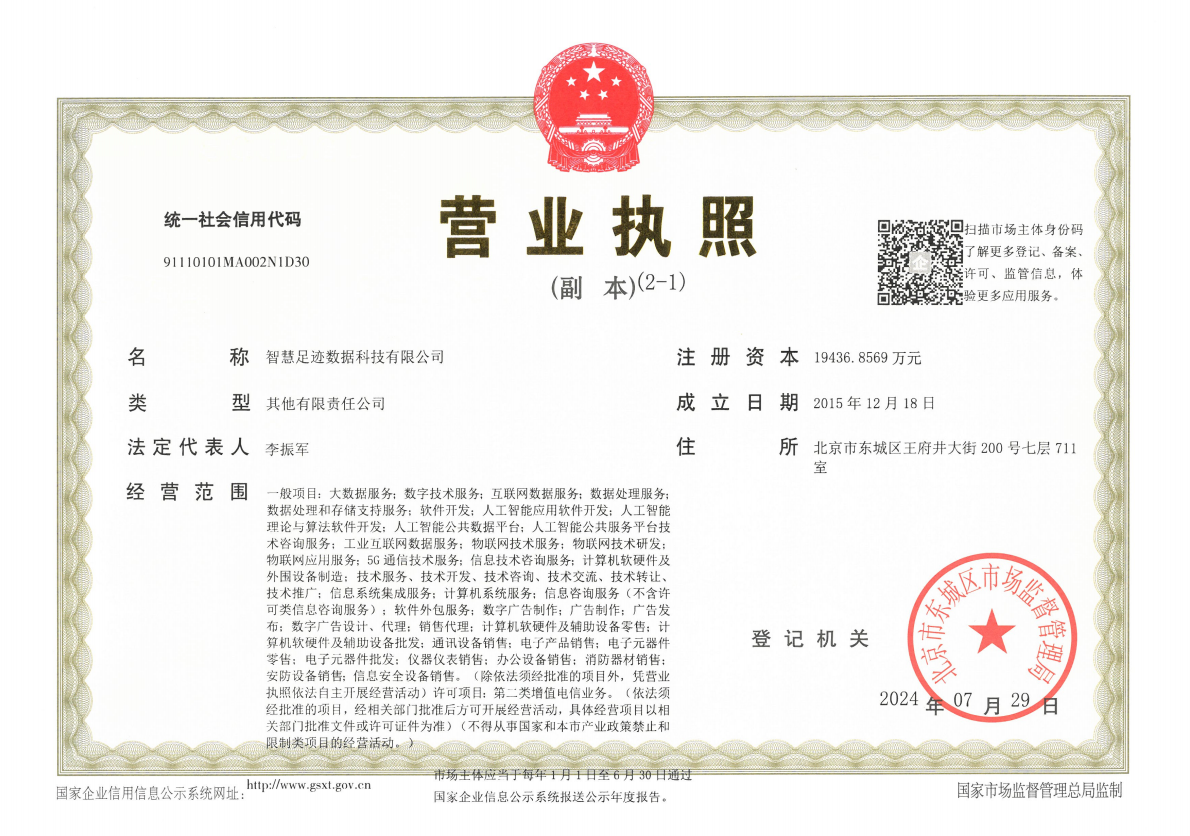 营业执照
(副 本)(2-1)
统一社会信用代码
91110101MA002N1D30
扫描市场主体身份码
了解更多登记、备案、
许可、监管信息，体
验更多应用服务。
企
名 称 智慧足迹数据科技有限公司
类 型 其他有限责任公司
法定代表人 李振军
经营范围 一般项目：大数据服务；数字技术服务；互联网数据服务；数据处理服务；
数据处理和存储支持服务；软件开发；人工智能应用软件开发；人工智能
理论与算法软件开发；人工智能公共数据平台；人工智能公共服务平台技
术咨询服务；工业互联网数据服务；物联网技术服务；物联网技术研发；
物联网应用服务；5G通信技术服务；信息技术咨询服务；计算机软硬件及
外围设备制造；技术服务、技术开发、技术咨询、技术交流、技术转让、
技术推广；信息系统集成服务；计算机系统服务；信息咨询服务（不含许
可类信息咨询服务）；软件外包服务；数字广告制作；广告制作；广告发
布；数字广告设计、代理；销售代理；计算机软硬件及辅助设备零售；计
算机软硬件及辅助设备批发；通讯设备销售；电子产品销售；电子元器件
零售；电子元器件批发；仪器仪表销售；办公设备销售；消防器材销售；
安防设备销售；信息安全设备销售。（除依法须经批准的项目外，凭营业
执照依法自主开展经营活动）许可项目：第二类增值电信业务。（依法须
经批准的项目，经相关部门批准后方可开展经营活动，具体经营项目以相
关部门批准文件或许可证件为准）（不得从事国家和本市产业政策禁止和
限制类项目的经营活动。）
注册资本 19436.8569万元
成立日期 2015年12月18日
住 所 北京市东城区王府井大街200号七层711
室
登记机关
北京市东城区市场监督管理局
2024年07月29日
国家企业信用信息公示系统网址：http://www.gsxt.gov.cn
市场主体应当于每年1月1日至6月30日通过
国家企业信用信息公示系统报送公示年度报告。
国家市场监督管理总局监制